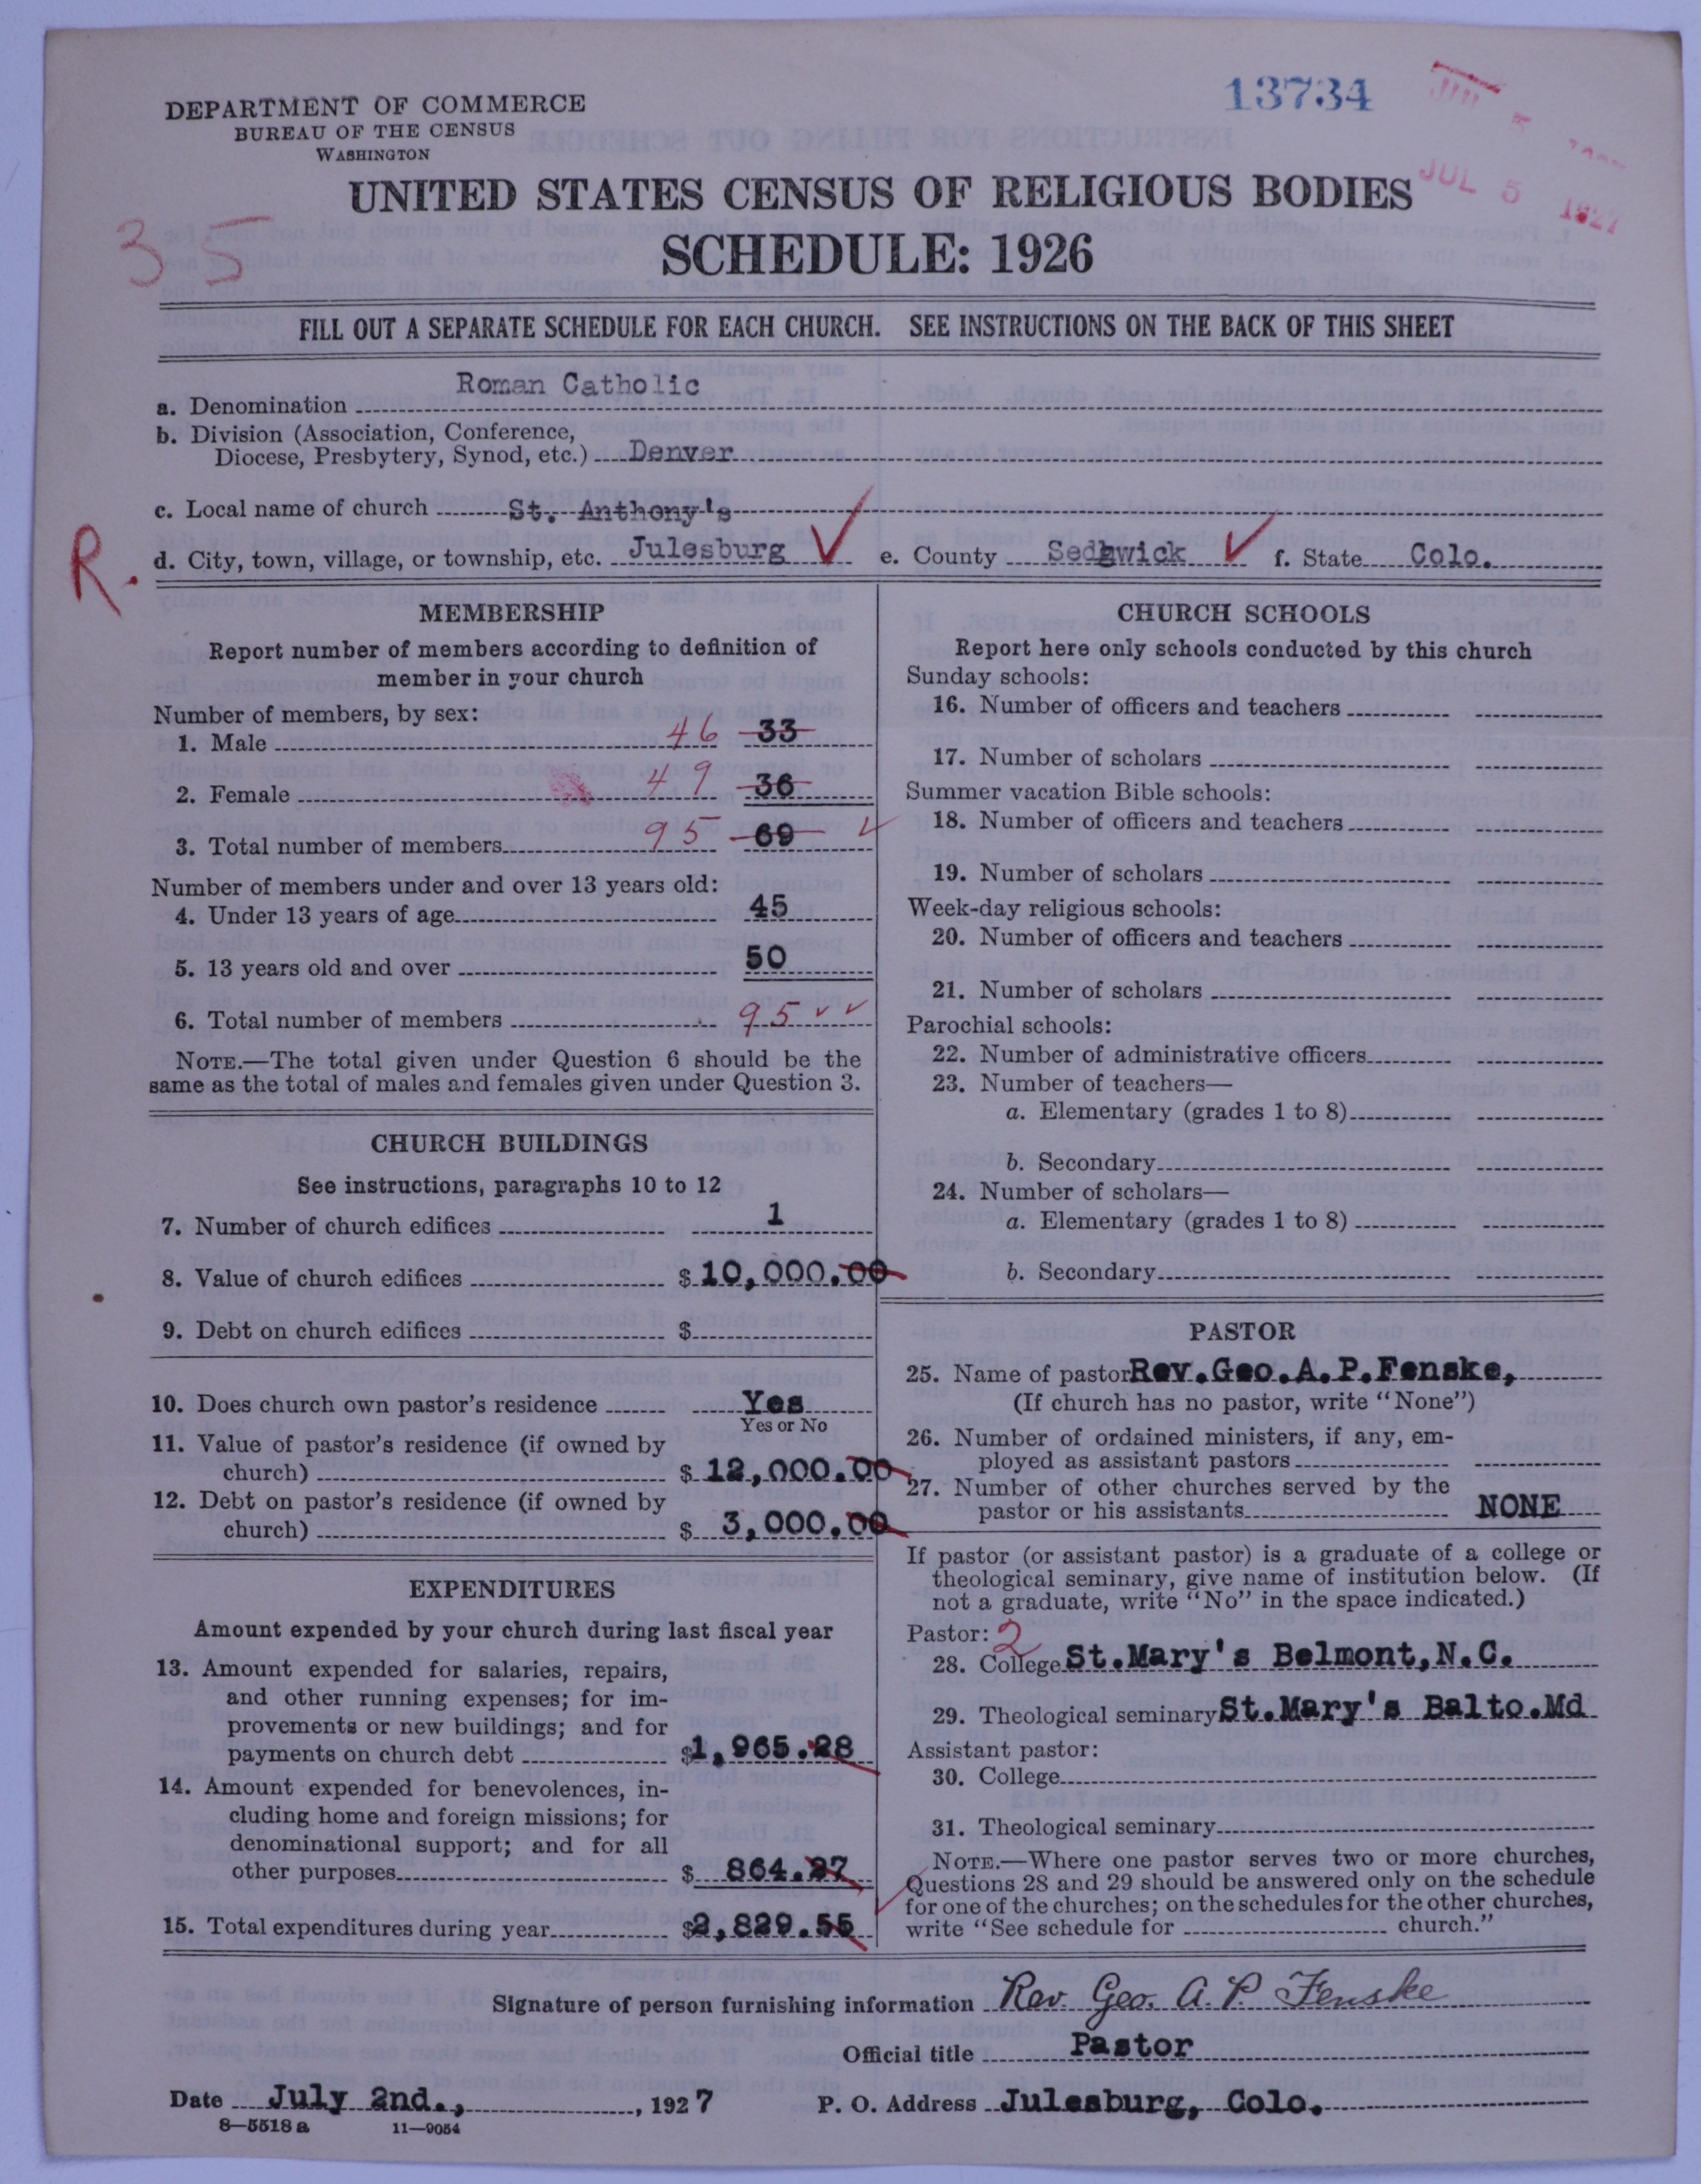 13734
JUL 5 1927
DEPARTMENT OF COMMERCE
BUREAU OF THE CENSUS
WASHINGTON
UNITED STATES CENSUS OF RELIGIOUS BODIES
SCHEDULE: 1926
35
FILL OUT A SEPARATE SCHEDULE FOR EACH CHURCH. SEE INSTRUCTIONS ON THE BACK OF THIS SHEET
a. Denomination Roman Catholic
b. Division (Association, Conference,
Diocese, Presbytery, Synod, etc.) Denver
c. Local name of church St. Anthony's
R.
d. City, town, village, or township, etc. Julesburg ✓ e. County Sedgwick ✓ f. State Colo.
MEMBERSHIP
Report number of members according to definition of
member in your church
Number of members, by sex:
1. Male 46 33
2. Female 49 36
3. Total number of members 95 69 ✓
Number of members under and over 13 years old:
4. Under 13 years of age 45
5. 13 years old and over 50
6. Total number of members 95 ✓ ✓
NOTE.—The total given under Question 6 should be the
same as the total of males and females given under Question 3.
CHURCH BUILDINGS
See instructions, paragraphs 10 to 12
7. Number of church edifices 1
8. Value of church edifices $ 10,000.00
9. Debt on church edifices $
10. Does church own pastor's residence Yes
Yes or No
11. Value of pastor's residence (if owned by
church) $ 12,000.00
12. Debt on pastor's residence (if owned by
church) $ 3,000.00
EXPENDITURES
Amount expended by your church during last fiscal year
13. Amount expended for salaries, repairs,
and other running expenses; for im-
provements or new buildings; and for
payments on church debt $1,965.28
14. Amount expended for benevolences, in-
cluding home and foreign missions; for
denominational support; and for all
other purposes $ 864.27
15. Total expenditures during year $2,829.55
CHURCH SCHOOLS
Report here only schools conducted by this church
Sunday schools:
16. Number of officers and teachers
17. Number of scholars
Summer vacation Bible schools:
18. Number of officers and teachers
19. Number of scholars
Week-day religious schools:
20. Number of officers and teachers
21. Number of scholars
Parochial schools:
22. Number of administrative officers
23. Number of teachers—
a. Elementary (grades 1 to 8)
b. Secondary
24. Number of scholars—
a. Elementary (grades 1 to 8)
b. Secondary
PASTOR
25. Name of pastor Rev.Geo.A.P.Fenske,
(If church has no pastor, write "None")
26. Number of ordained ministers, if any, em-
ployed as assistant pastors
27. Number of other churches served by the
pastor or his assistants NONE
If pastor (or assistant pastor) is a graduate of a college or
theological seminary, give name of institution below. (If
not a graduate, write "No" in the space indicated.)
Pastor: 2
28. College St.Mary's Belmont,N.C.
29. Theological seminary St.Mary's Balto.Md
Assistant pastor:
30. College
31. Theological seminary
NOTE.—Where one pastor serves two or more churches,
Questions 28 and 29 should be answered only on the schedule
for one of the churches; on the schedules for the other churches,
write "See schedule for church."
Signature of person furnishing information Rev. Geo. A. P. Fenske
Official title Pastor
Date July 2nd., , 1927 P. O. Address Julesburg, Colo.
8—5518 a 11—9054